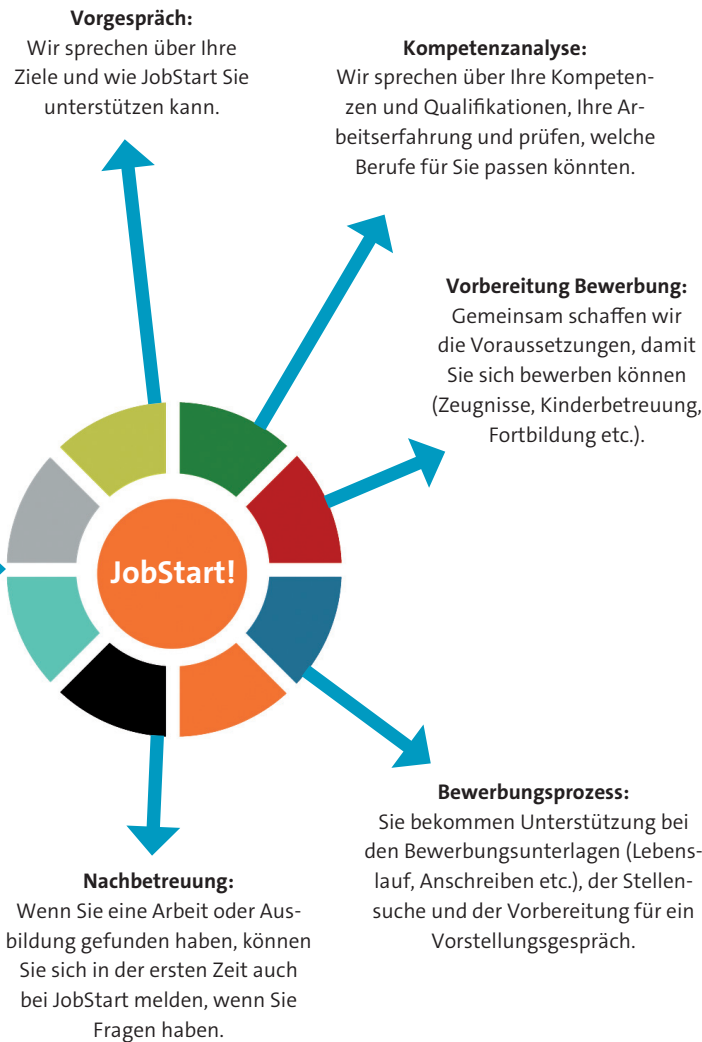 Vorgespräch:
Wir sprechen über Ihre
Ziele und wie JobStart Sie
unterstützen kann.
Kompetenzanalyse:
Wir sprechen über Ihre Kompeten-
zen und Qualifikationen, Ihre Ar-
beitserfahrung und prüfen, welche
Berufe für Sie passen könnten.
Vorbereitung Bewerbung:
Gemeinsam schaffen wir
die Voraussetzungen, damit
Sie sich bewerben können
(Zeugnisse, Kinderbetreuung,
Fortbildung etc.).
JobStart!
Bewerbungsprozess:
Sie bekommen Unterstützung bei
den Bewerbungsunterlagen (Lebens-
lauf, Anschreiben etc.), der Stellen-
suche und der Vorbereitung für ein
Vorstellungsgespräch.
Nachbetreuung:
Wenn Sie eine Arbeit oder Aus-
bildung gefunden haben, können
Sie sich in der ersten Zeit auch
bei JobStart melden, wenn Sie
Fragen haben.